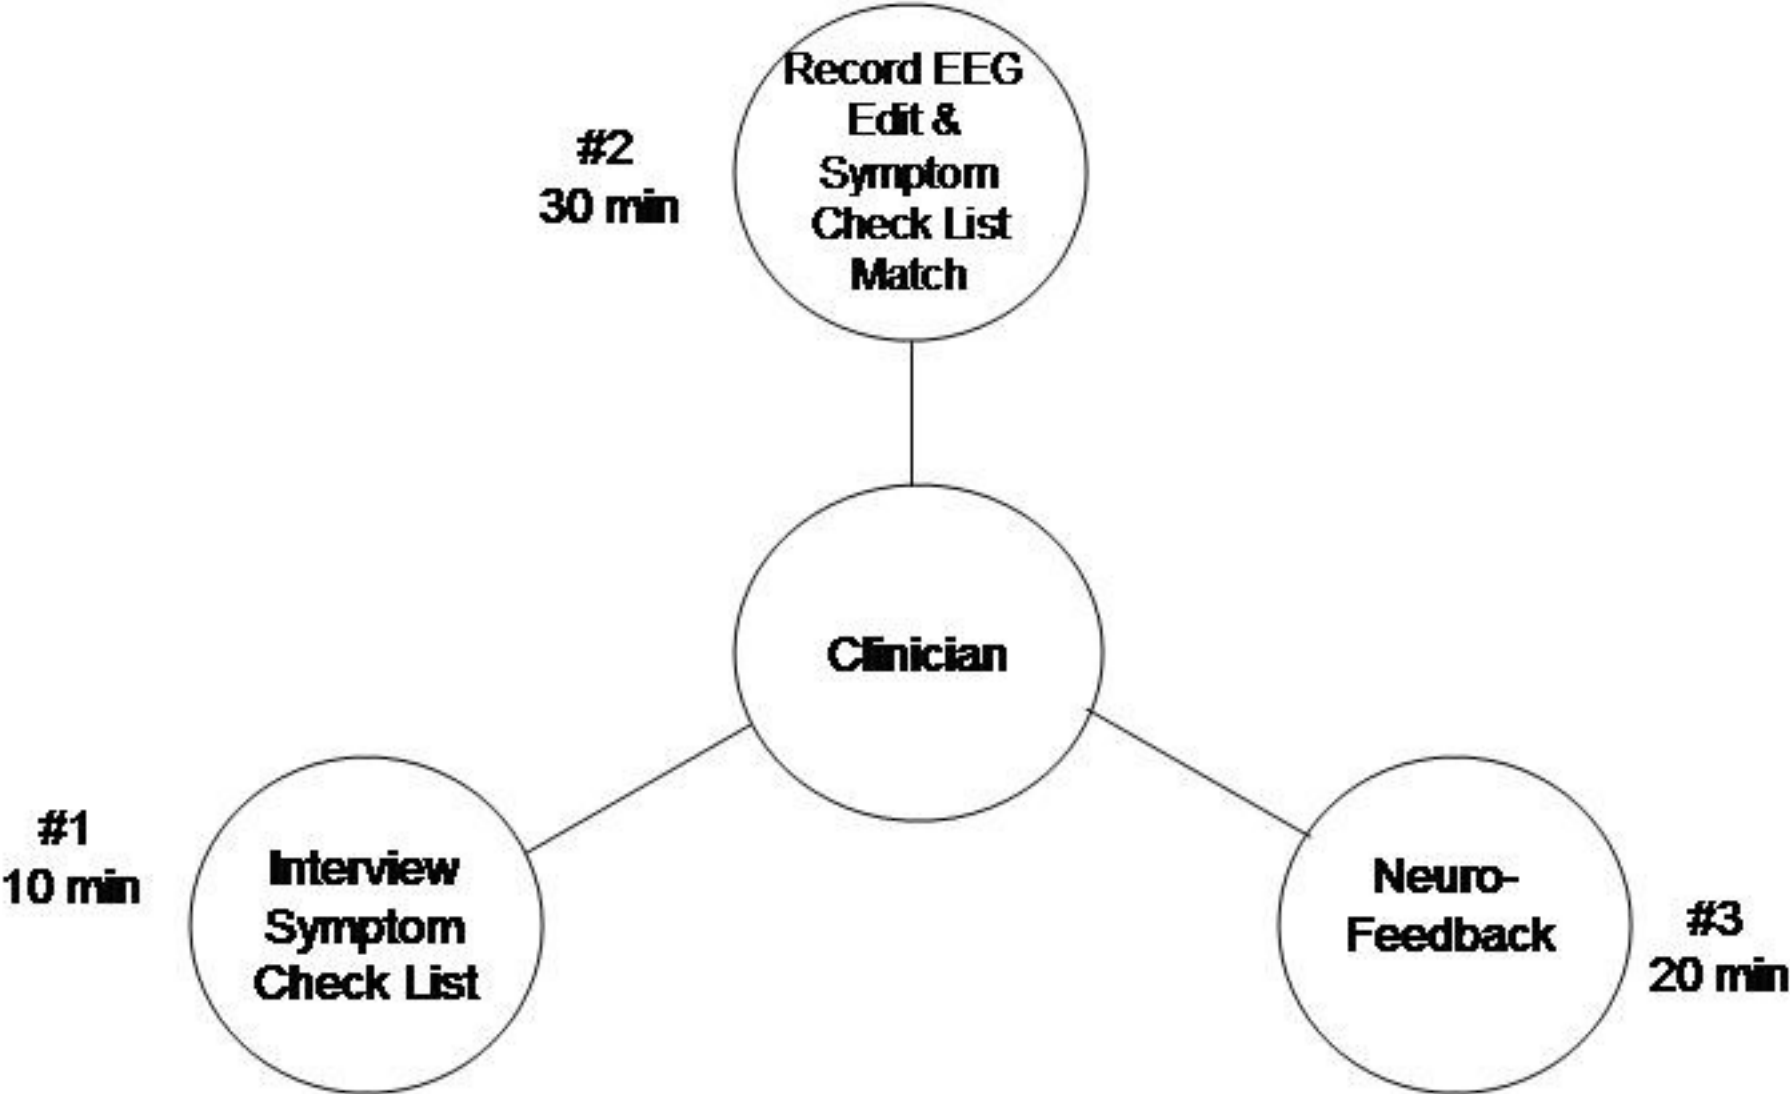 Record EEG
Edit &
Symptom
Check List
Match
#2
30 min
Clinician
#1
10 min
Interview
Symptom
Check List
Neuro-
Feedback
#3
20 min